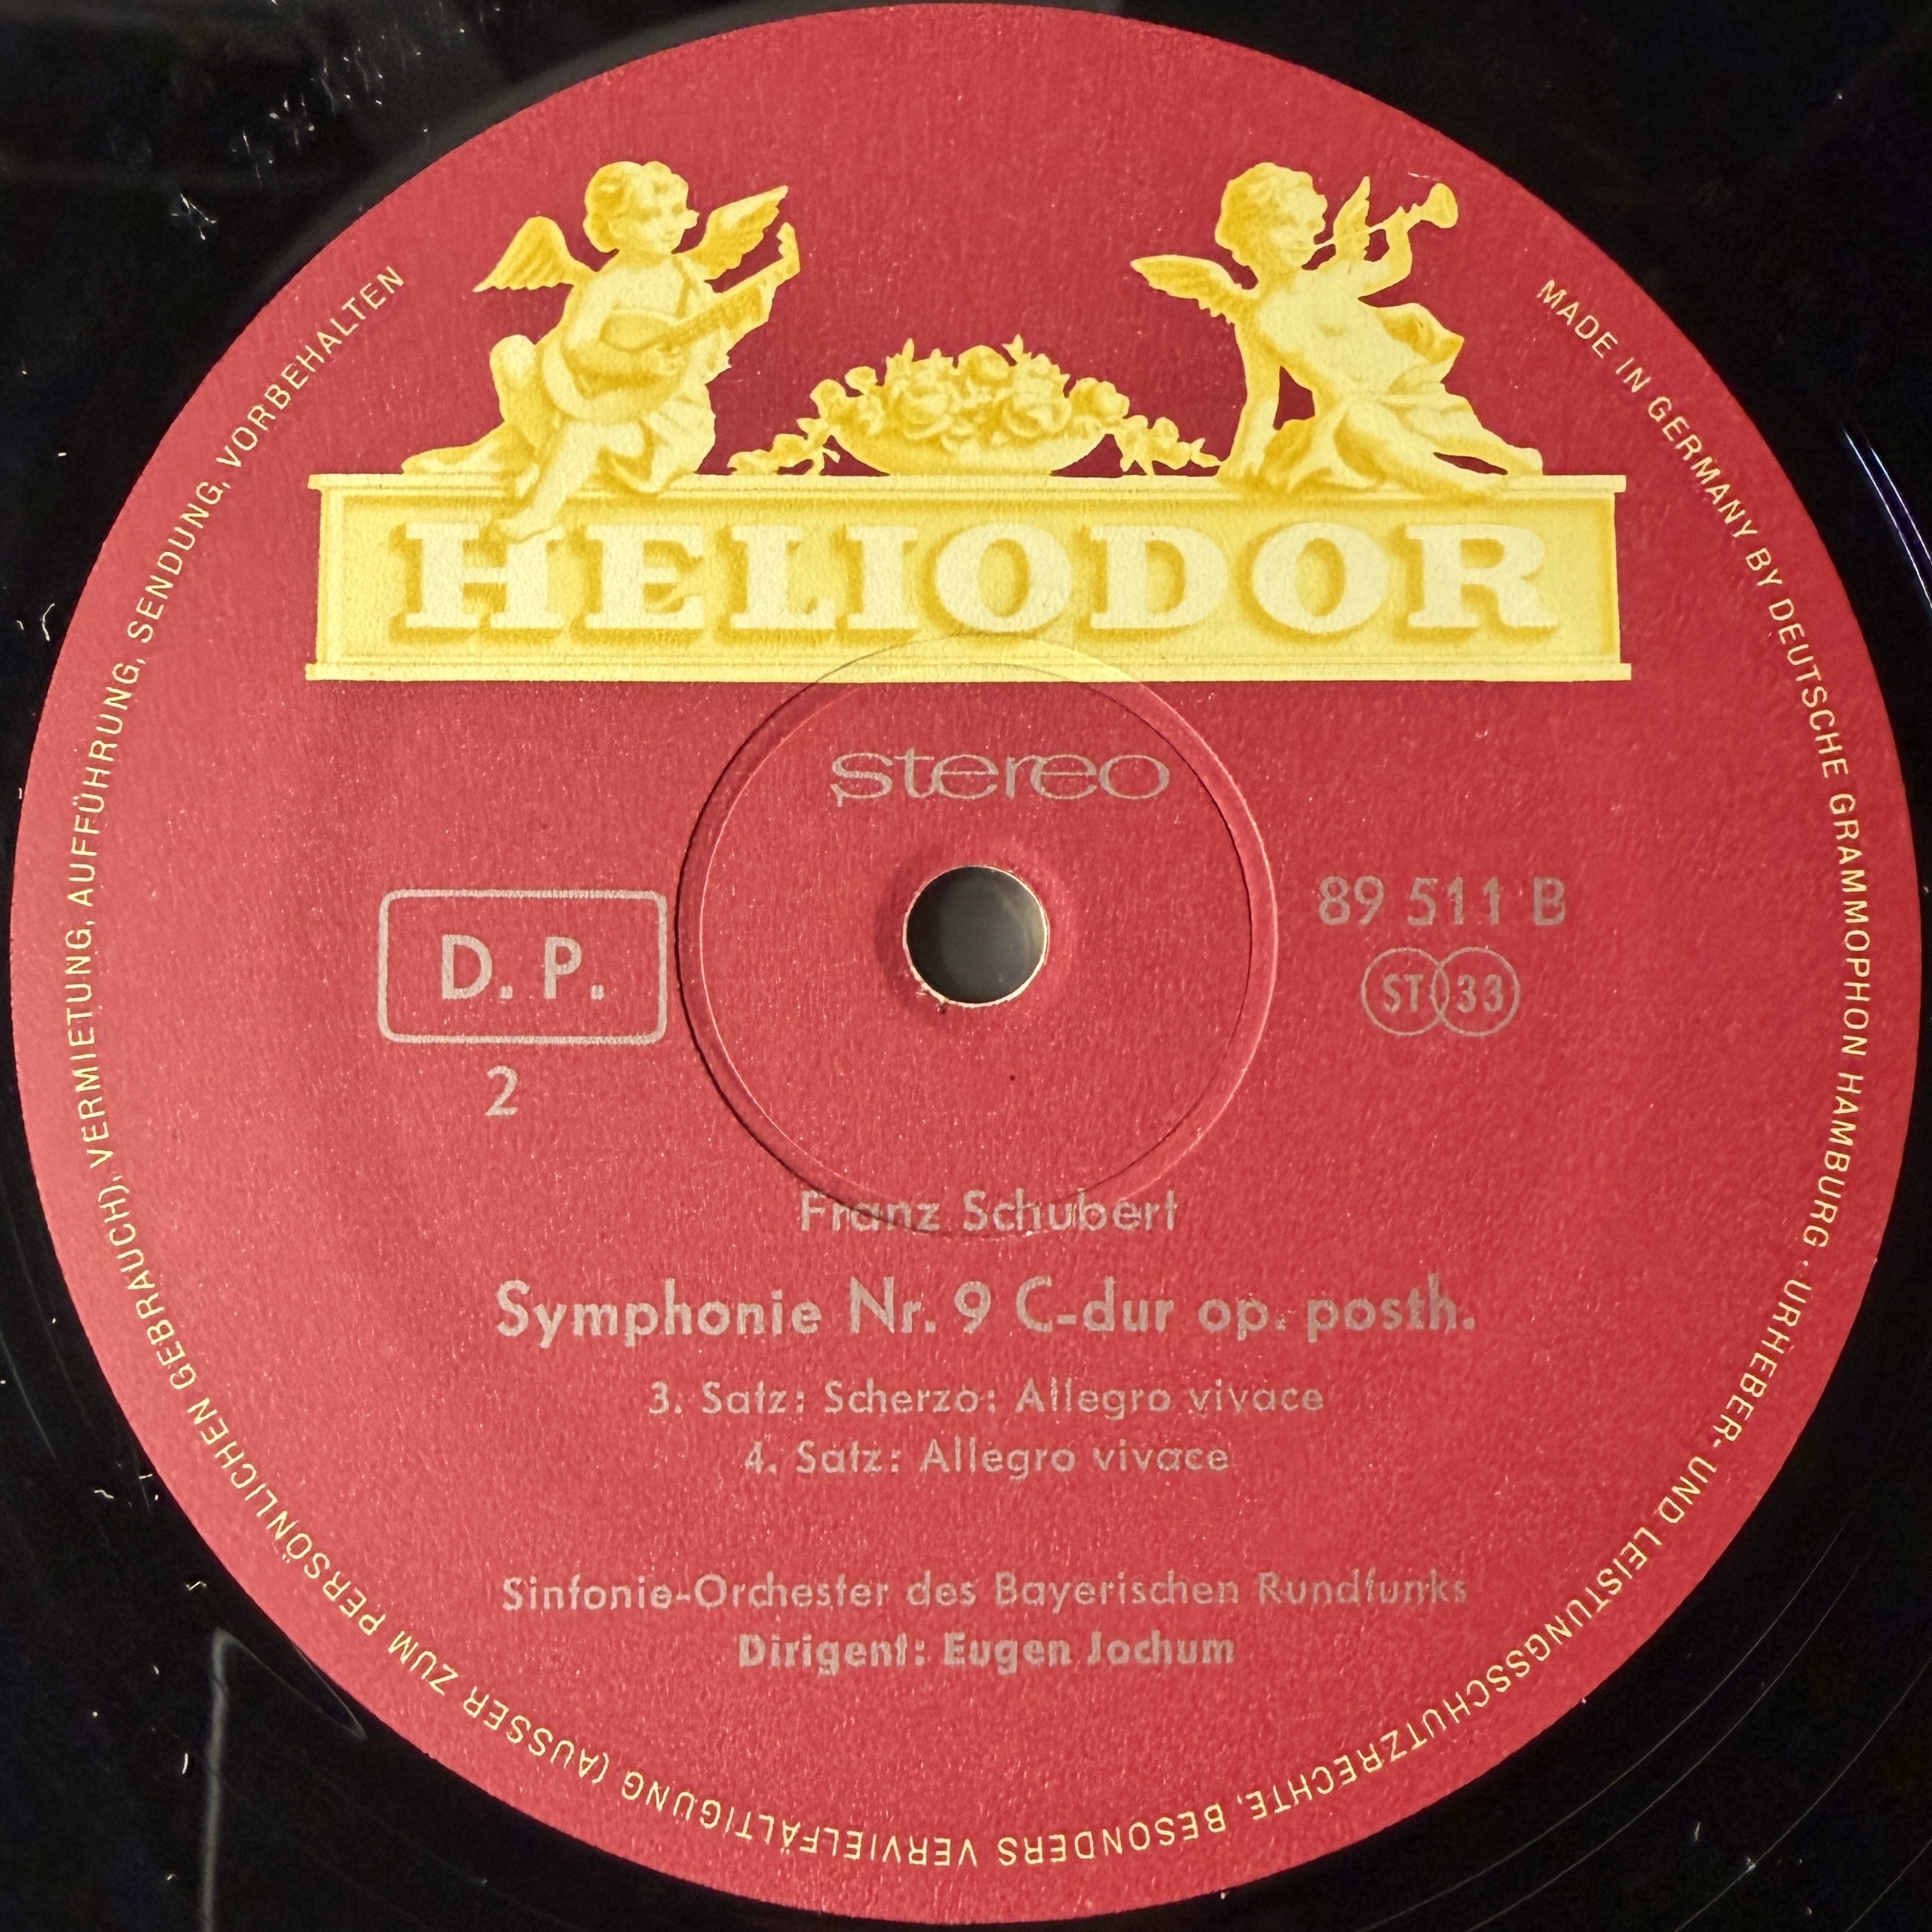 HELIODOR
stereo
D. P.
2
89 511 B
ST 33
Franz Schubert
Symphonie Nr. 9 C-dur op. posth.
3. Satz: Scherzo: Allegro vivace
4. Satz: Allegro vivace
Sinfonie-Orchester des Bayerischen Rundfunks
Dirigent: Eugen Jochum
MADE IN GERMANY BY DEUTSCHE GRAMMOPHON HAMBURG · URHEBER- UND LEISTUNGSSCHUTZRECHTE, BESONDERS VERVIELFÄLTIGUNG (AUSSER ZUM PERSÖNLICHEN GEBRAUCH), VERMIETUNG, AUFFÜHRUNG, SENDUNG, VORBEHALTEN